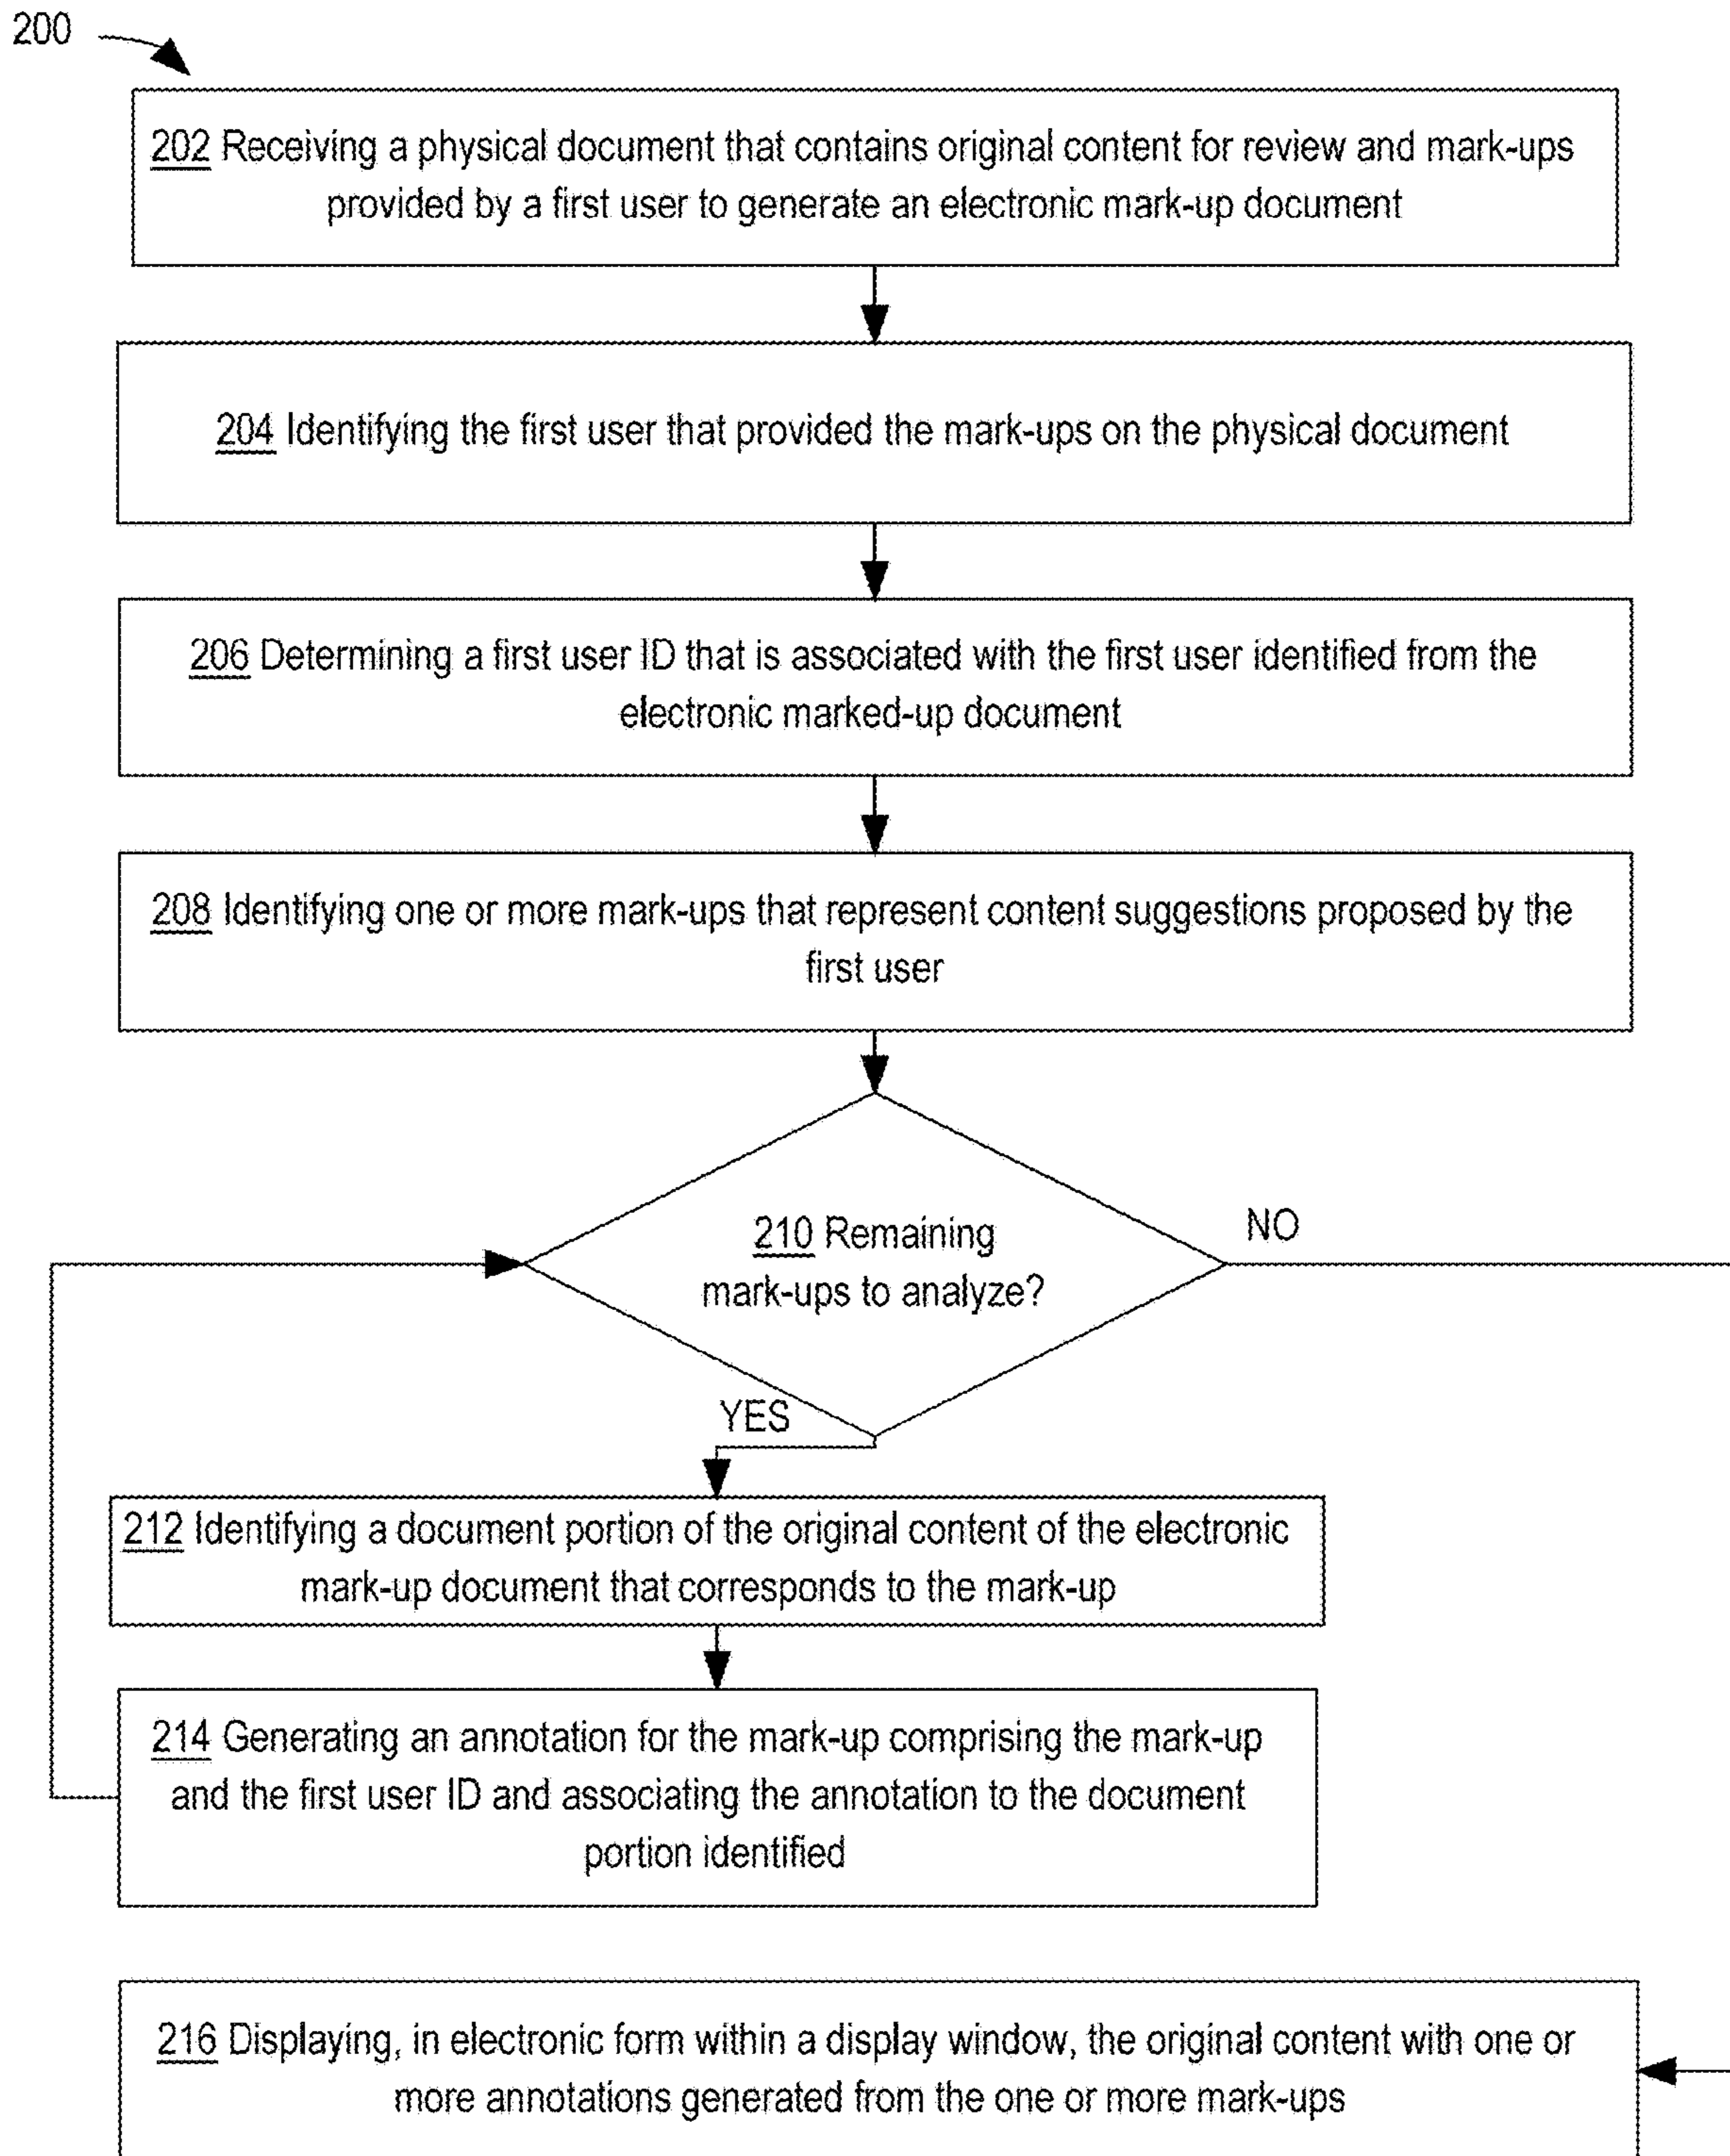 200
202 Receiving a physical document that contains original content for review and mark-ups
provided by a first user to generate an electronic mark-up document
204 Identifying the first user that provided the mark-ups on the physical document
206 Determining a first user ID that is associated with the first user identified from the
electronic marked-up document
208 Identifying one or more mark-ups that represent content suggestions proposed by the
first user
210 Remaining
mark-ups to analyze?
NO
YES
212 Identifying a document portion of the original content of the electronic
mark-up document that corresponds to the mark-up
214 Generating an annotation for the mark-up comprising the mark-up
and the first user ID and associating the annotation to the document
portion identified
216 Displaying, in electronic form within a display window, the original content with one or
more annotations generated from the one or more mark-ups